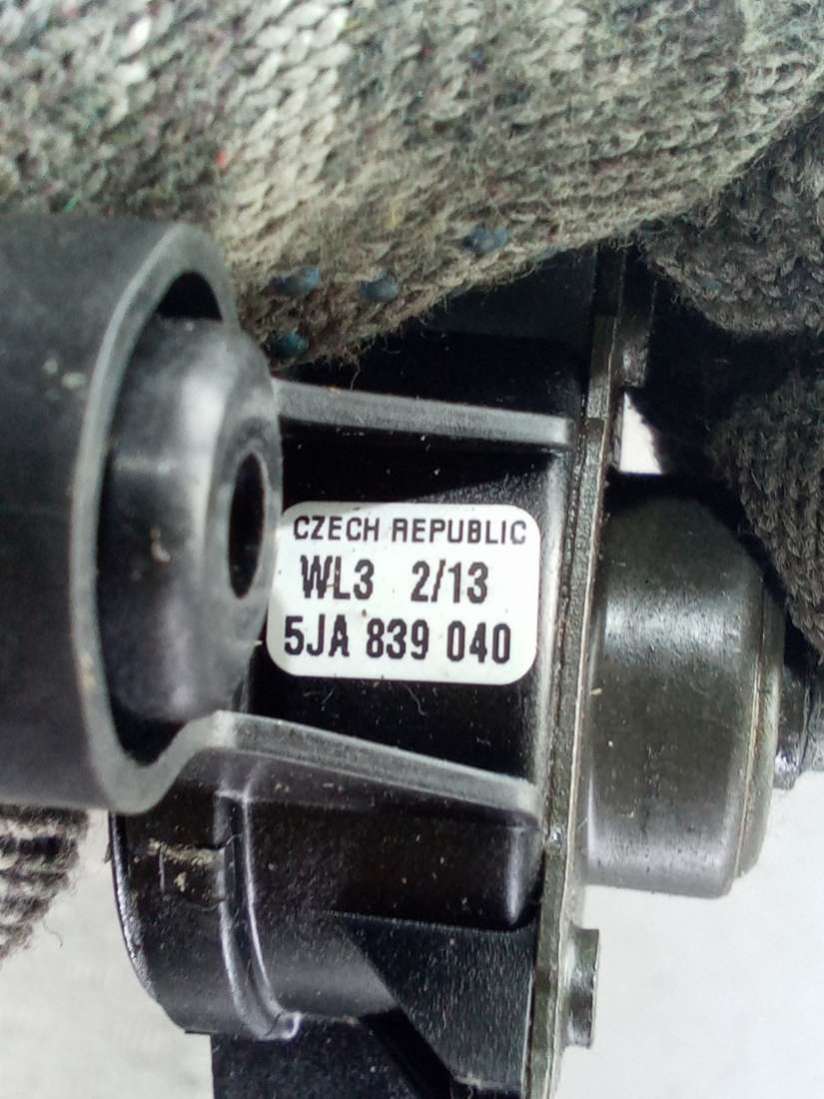 CZECH REPUBLIC
WL3 2/13
5JA 839 040